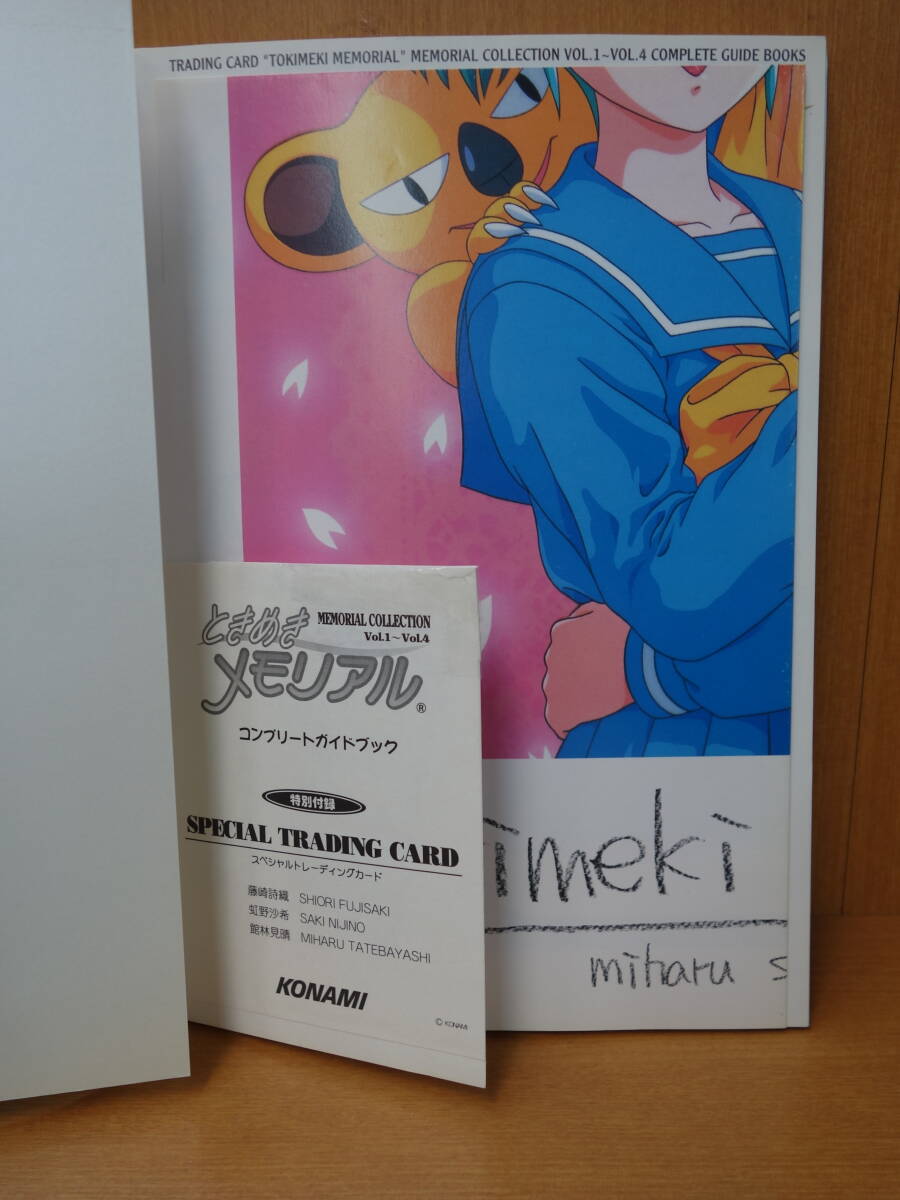 TRADING CARD "TOKIMEKI MEMORIAL" MEMORIAL COLLECTION VOL.1~VOL.4 COMPLETE GUIDE BOOKS
ときめき MEMORIAL COLLECTION
Vol.1~Vol.4
メモリアル®
コンプリートガイドブック
特別付録
SPECIAL TRADING CARD
スペシャルトレーディングカード
藤崎詩織 SHIORI FUJISAKI
虹野沙希 SAKI NIJINO
館林見晴 MIHARU TATEBAYASHI
KONAMI
© KONAMI
imeki
miharu s